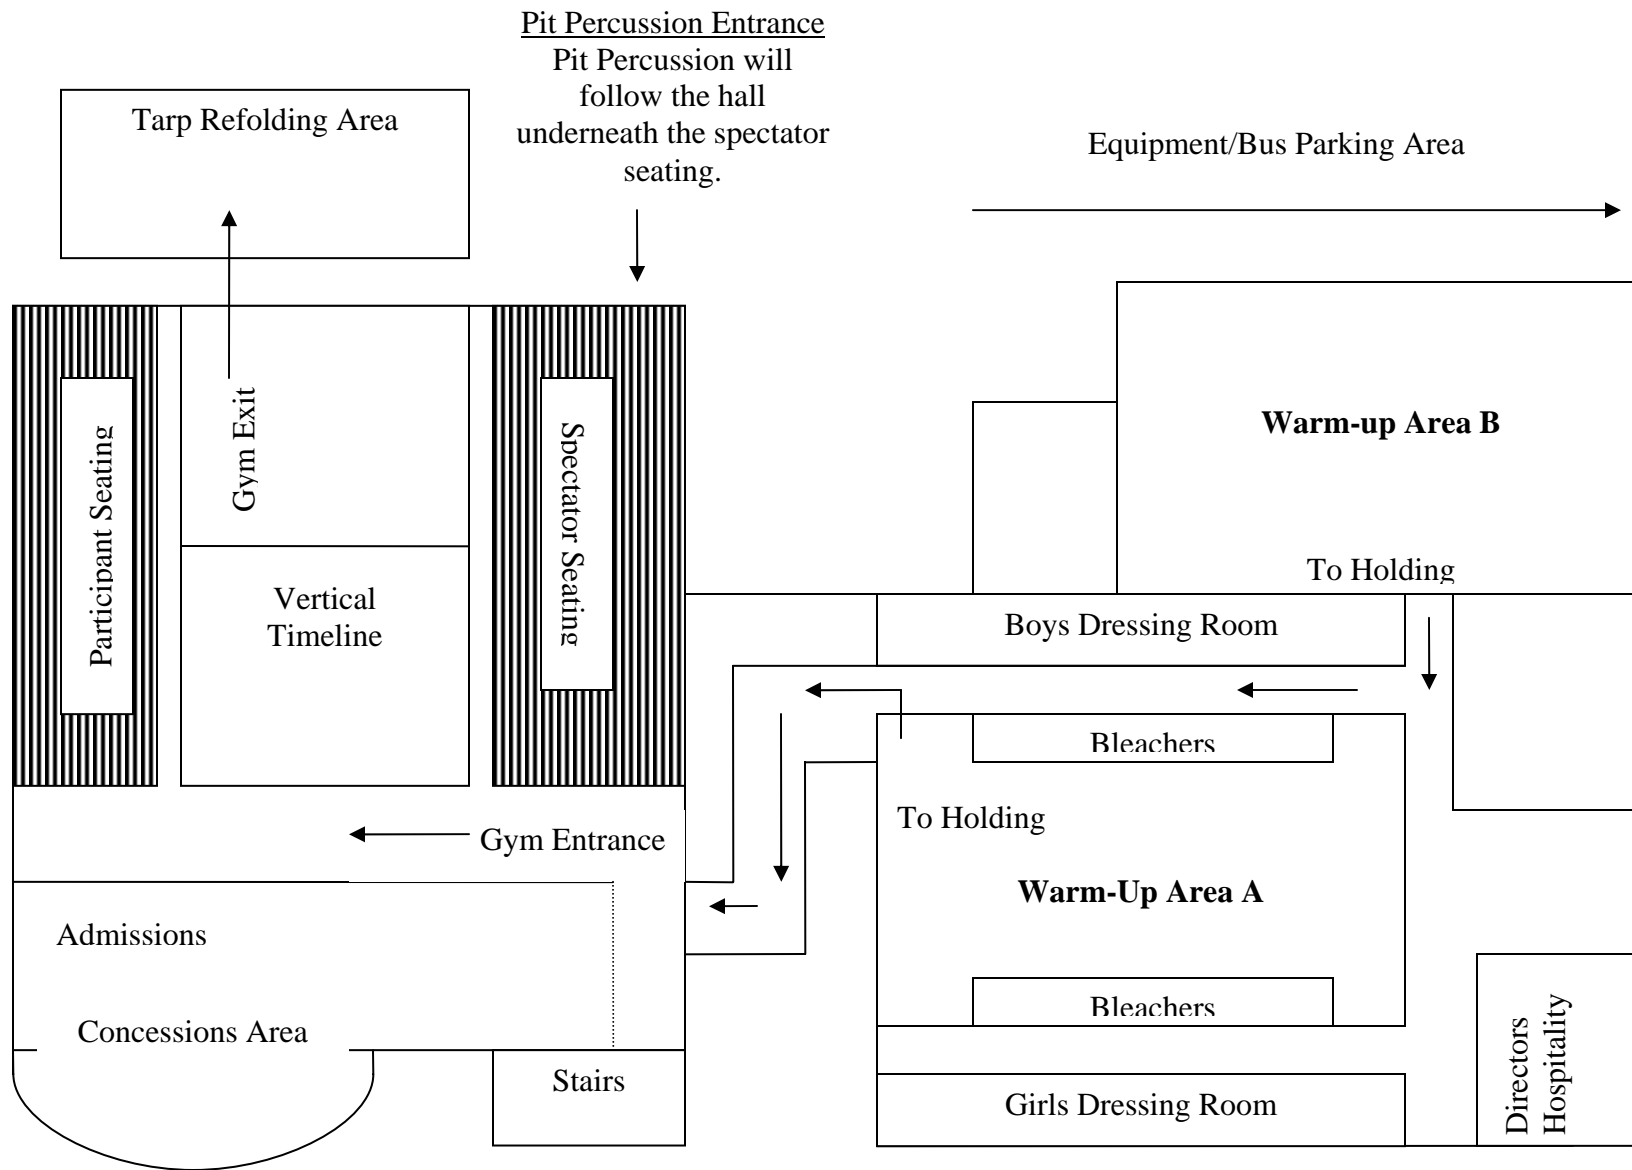 Pit Percussion Entrance
Pit Percussion will
follow the hall
underneath the spectator
seating.
Tarp Refolding Area
Equipment/Bus Parking Area
Participant Seating
Gym Exit
Spectator Seating
Warm-up Area B
Vertical
Timeline
To Holding
Boys Dressing Room
Bleachers
To Holding
Gym Entrance
Warm-Up Area A
Admissions
Bleachers
Concessions Area
Stairs
Girls Dressing Room
Directors
Hospitality